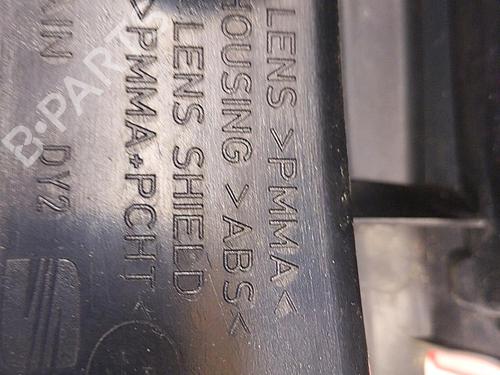 LENS >PMMA<
HOUSING >ABS<
LENS SHIELD
>PMMA+PCHT<
DY2
B-PARTS